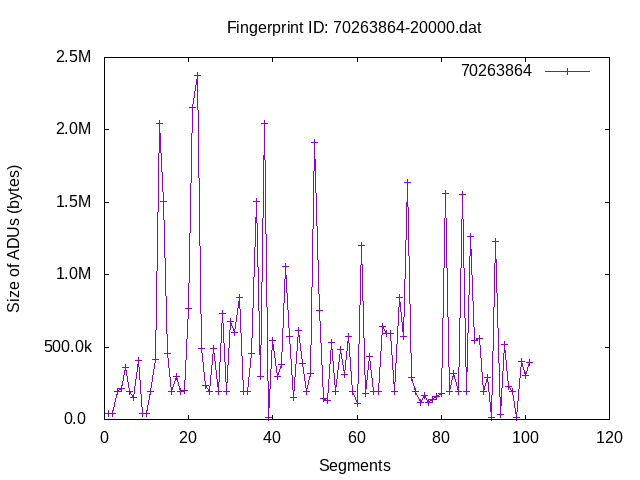 Fingerprint ID: 70263864-20000.dat
70263864
2.5M
2.0M
1.5M
1.0M
500.0k
0.0
Size of ADUs (bytes)
0 20 40 60 80 100 120
Segments